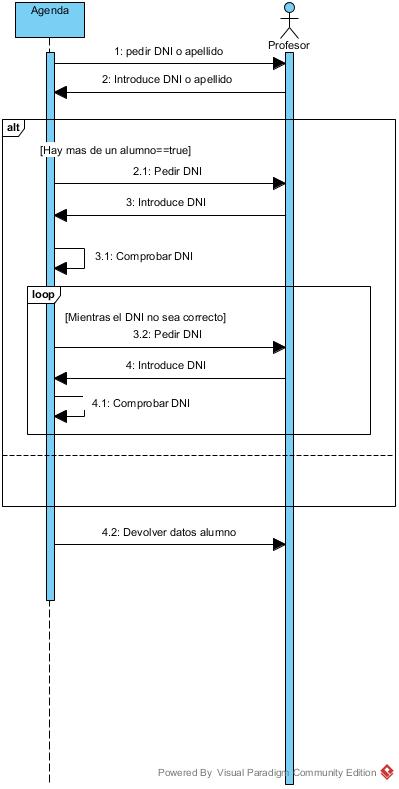 Agenda
Profesor
1: pedir DNI o apellido
2: Introduce DNI o apellido
alt
[Hay mas de un alumno==true]
2.1: Pedir DNI
3: Introduce DNI
3.1: Comprobar DNI
loop
[Mientras el DNI no sea correcto]
3.2: Pedir DNI
4: Introduce DNI
4.1: Comprobar DNI
4.2: Devolver datos alumno
Powered By Visual Paradigm Community Edition